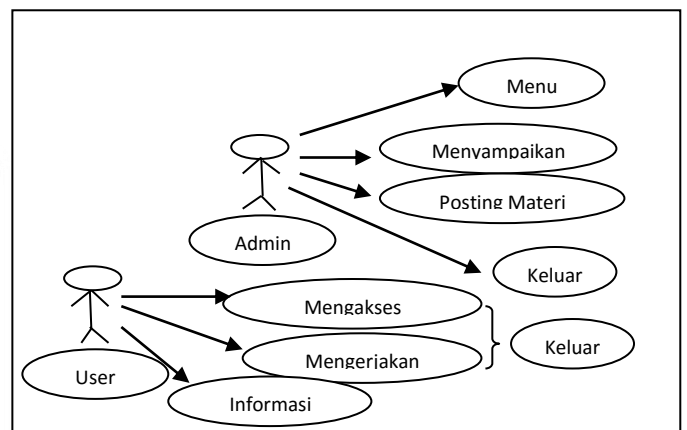 Menu
Menyampaikan
Posting Materi
Admin
Keluar
Mengakses
Mengerjakan
Keluar
User
Informasi